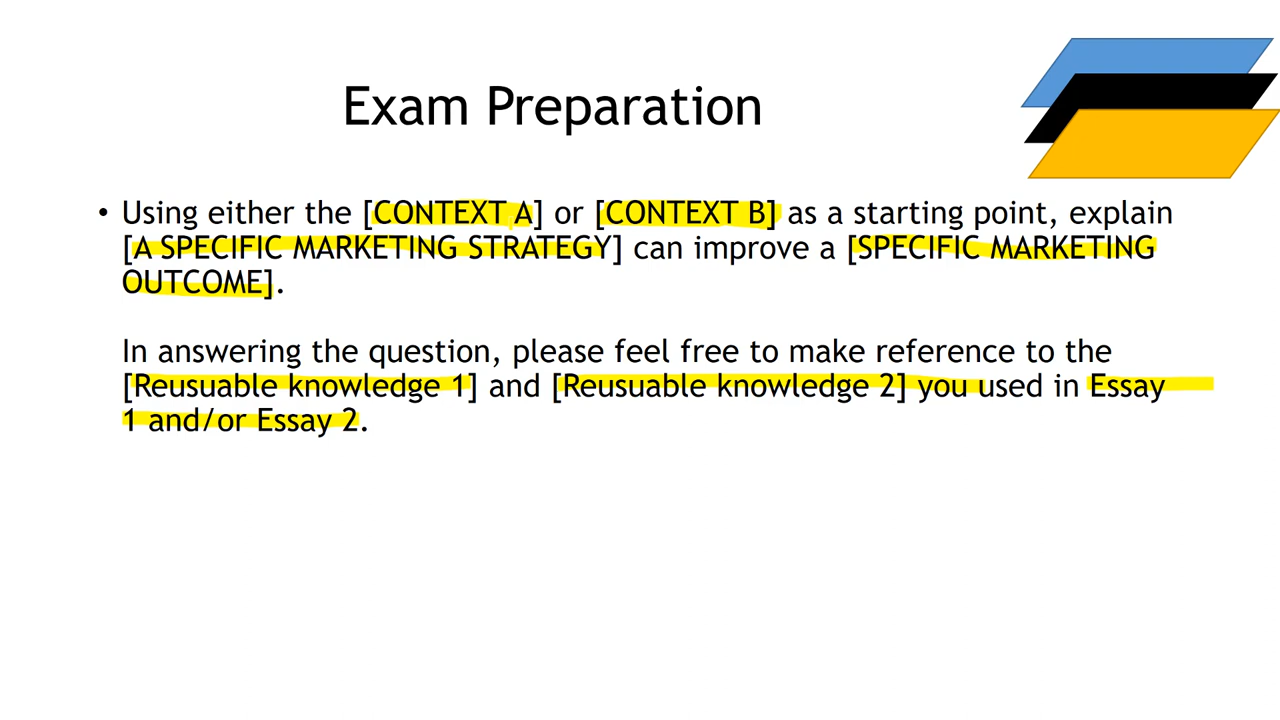 Exam Preparation
• Using either the [CONTEXT A] or [CONTEXT B] as a starting point, explain
[A SPECIFIC MARKETING STRATEGY] can improve a [SPECIFIC MARKETING
OUTCOME].
In answering the question, please feel free to make reference to the
[Reusuable knowledge 1] and [Reusuable knowledge 2] you used in Essay
1 and/or Essay 2.